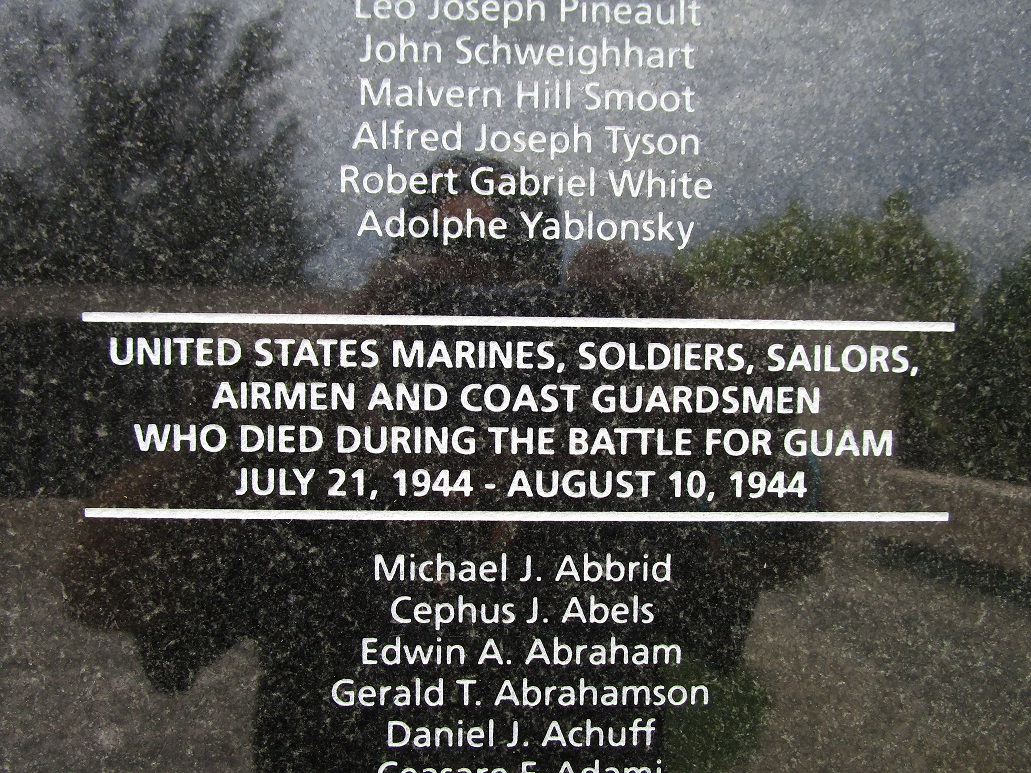 Leo Joseph Pineault
John Schweighhart
Malvern Hill Smoot
Alfred Joseph Tyson
Robert Gabriel White
Adolphe Yablonsky
UNITED STATES MARINES, SOLDIERS, SAILORS,
AIRMEN AND COAST GUARDSMEN
WHO DIED DURING THE BATTLE FOR GUAM
JULY 21, 1944 - AUGUST 10, 1944
Michael J. Abbrid
Cephus J. Abels
Edwin A. Abraham
Gerald T. Abrahamson
Daniel J. Achuff
Ceasare F. Adami